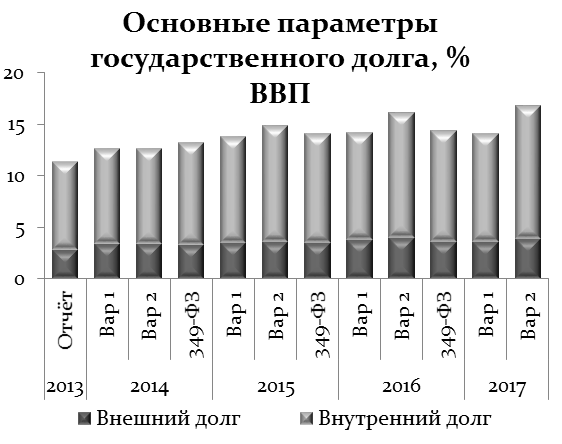 Основные параметры
государственного долга, %
ВВП
20
15
10
5
0
Отчёт Вар 1 Вар 2 349-ФЗ Вар 1 Вар 2 349-ФЗ Вар 1 Вар 2 349-ФЗ Вар 1 Вар 2
2013 2014 2015 2016 2017
Внешний долг Внутренний долг